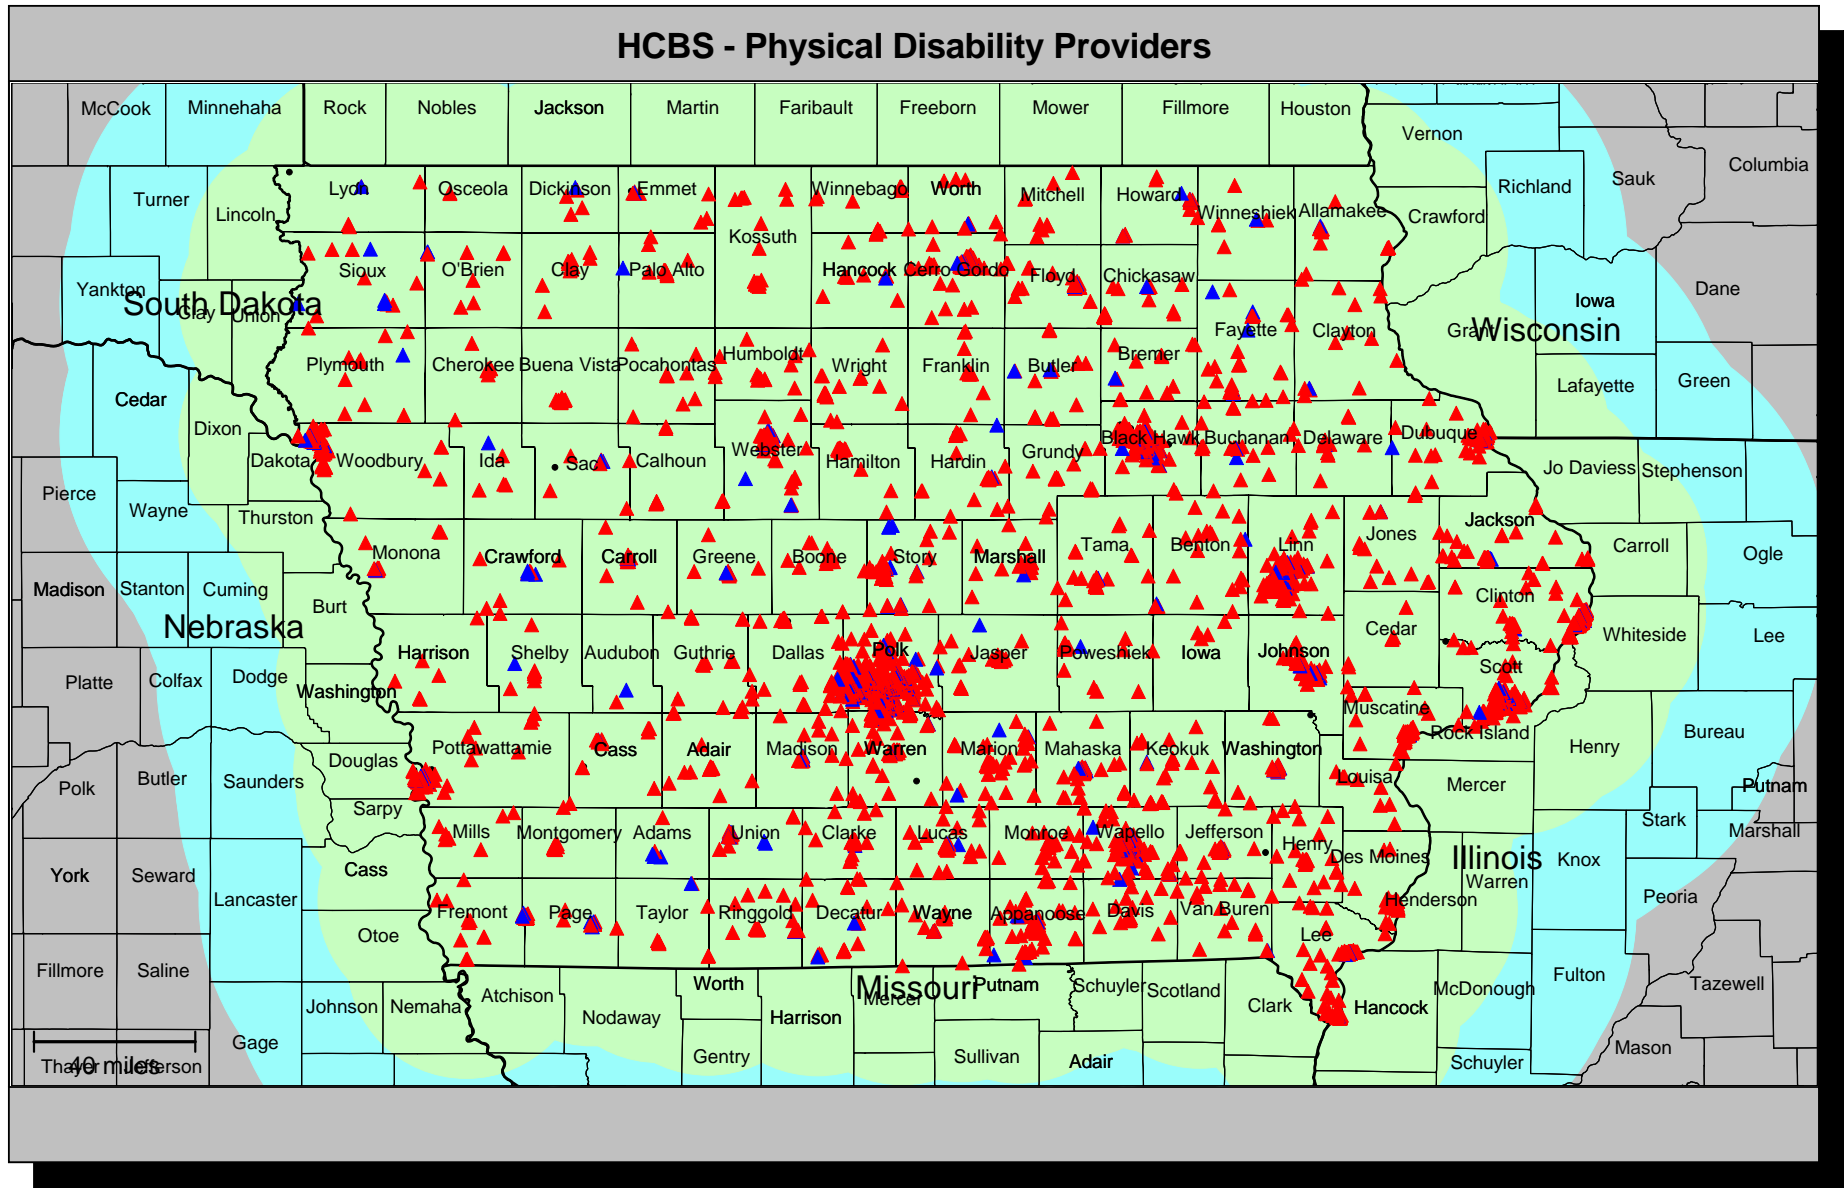 HCBS - Physical Disability Providers
McCook Minnehaha Rock Nobles Jackson Martin Faribault Freeborn Mower Fillmore Houston
Vernon
Columbia
Turner Lincoln Lyon Osceola Dickinson Emmet Winnebago Worth Mitchell Howard Winneshiek Allamakee Crawford Richland Sauk
Kossuth
Yankton Clay Union Sioux O'Brien Clay Palo Alto Hancock Cerro Gordo Floyd Chickasaw Iowa Dane
South Dakota
Fayette Clayton Grant
Wisconsin
Plymouth Cherokee Buena Vista Pocahontas Humboldt Wright Franklin Butler Bremer
Cedar Lafayette Green
Dixon Dakota Woodbury Ida Sac Calhoun Webster Hamilton Hardin Grundy Black Hawk Buchanan Delaware Dubuque Jo Daviess Stephenson
Pierce Wayne Thurston
Monona Crawford Carroll Greene Boone Story Marshall Tama Benton Linn Jones Jackson Carroll Ogle
Madison Stanton Cuming Burt Clinton
Nebraska
Harrison Shelby Audubon Guthrie Dallas Polk Jasper Poweshiek Iowa Johnson Cedar Scott Whiteside Lee
Platte Colfax Dodge Washington Muscatine
Rock Island
Pottawattamie Cass Adair Madison Warren Marion Mahaska Keokuk Washington Louisa Henry Bureau
Polk Butler Saunders Douglas Sarpy Mercer Putnam
Mills Montgomery Adams Union Clarke Lucas Monroe Wapello Jefferson Henry Des Moines Stark Marshall
Illinois
York Seward Cass Lancaster Warren Knox Peoria
Fremont Page Taylor Ringgold Decatur Wayne Appanoose Davis Van Buren Lee Henderson
Otoe
Fillmore Saline Johnson Nemaha Atchison Nodaway Worth Mercer Putnam Schuyler Scotland Clark Hancock McDonough Fulton Tazewell
Missouri
Harrison
Gage Gentry Sullivan Adair Schuyler Mason
Thayer Jefferson
40 miles